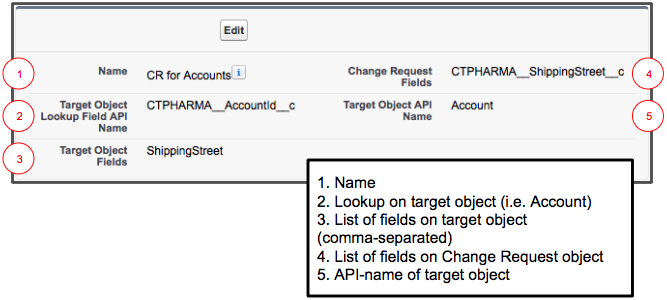 Edit
1 Name CR for Accounts i Change Request Fields CTPHARMA__ShippingStreet__c 4
2 Target Object Lookup Field API Name CTPHARMA__AccountId__c Target Object API Name Account 5
3 Target Object Fields ShippingStreet
1. Name
2. Lookup on target object (i.e. Account)
3. List of fields on target object
(comma-separated)
4. List of fields on Change Request object
5. API-name of target object